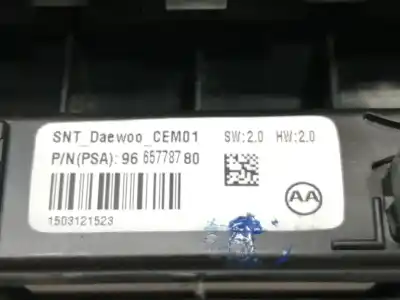 SNT_Daewoo_CEM01 SW:2.0 HW:2.0
P/N(PSA): 96 657787 80
1503121523
AA